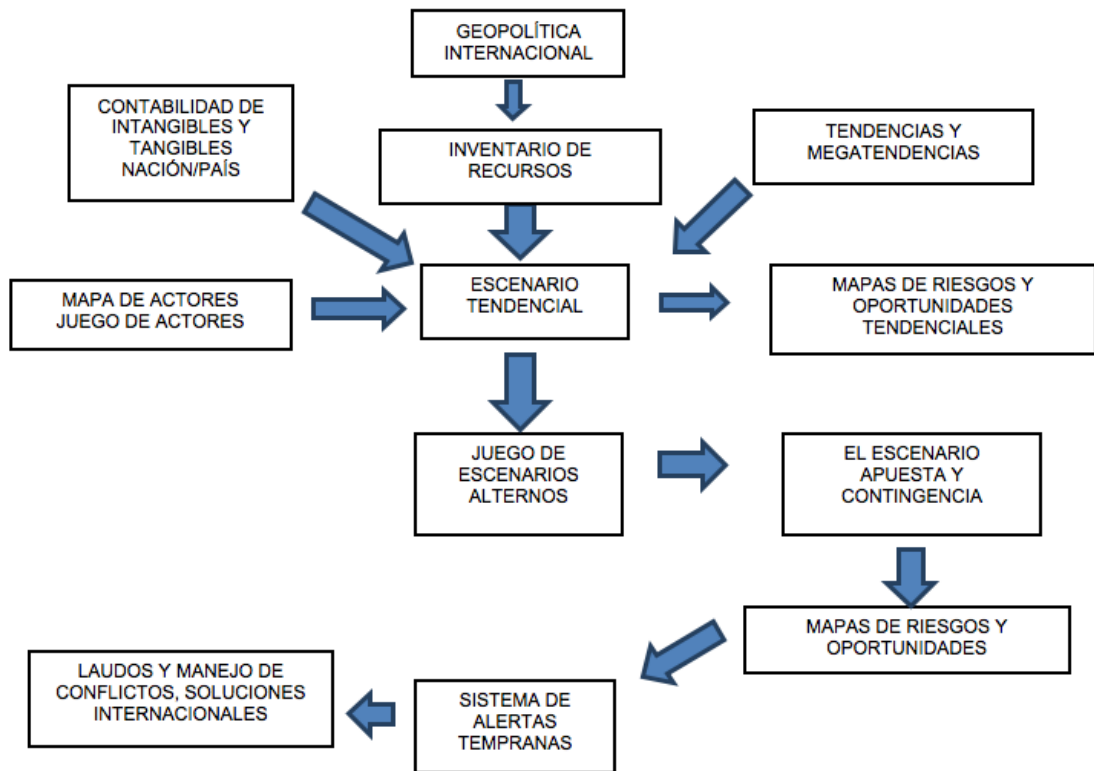 GEOPOLÍTICA
INTERNACIONAL
CONTABILIDAD DE
INTANGIBLES Y
TANGIBLES
NACIÓN/PAÍS
INVENTARIO DE
RECURSOS
TENDENCIAS Y
MEGATENDENCIAS
MAPA DE ACTORES
JUEGO DE ACTORES
ESCENARIO
TENDENCIAL
MAPAS DE RIESGOS Y
OPORTUNIDADES
TENDENCIALES
JUEGO DE
ESCENARIOS
ALTERNOS
EL ESCENARIO
APUESTA Y
CONTINGENCIA
MAPAS DE RIESGOS Y
OPORTUNIDADES
SISTEMA DE
ALERTAS
TEMPRANAS
LAUDOS Y MANEJO DE
CONFLICTOS, SOLUCIONES
INTERNACIONALES